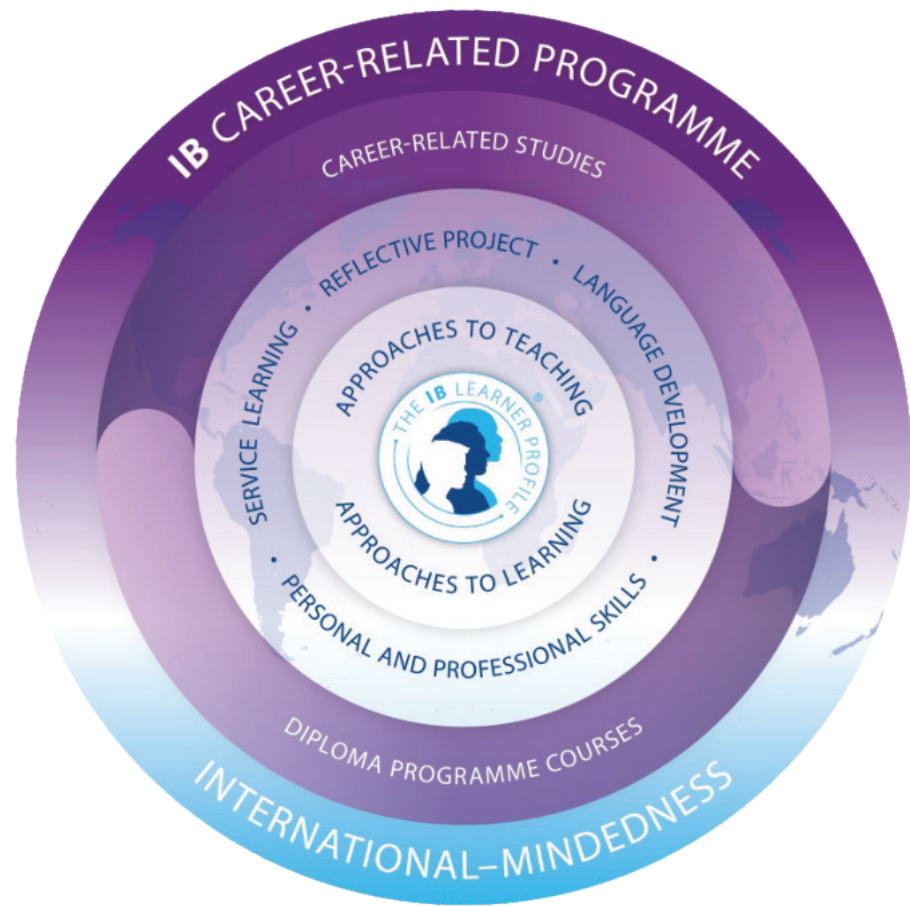 IB CAREER-RELATED PROGRAMME
CAREER-RELATED STUDIES
SERVICE LEARNING • REFLECTIVE PROJECT • LANGUAGE DEVELOPMENT
• PERSONAL AND PROFESSIONAL SKILLS •
APPROACHES TO TEACHING
• THE IB LEARNER PROFILE • ®
APPROACHES TO LEARNING
DIPLOMA PROGRAMME COURSES
INTERNATIONAL–MINDEDNESS